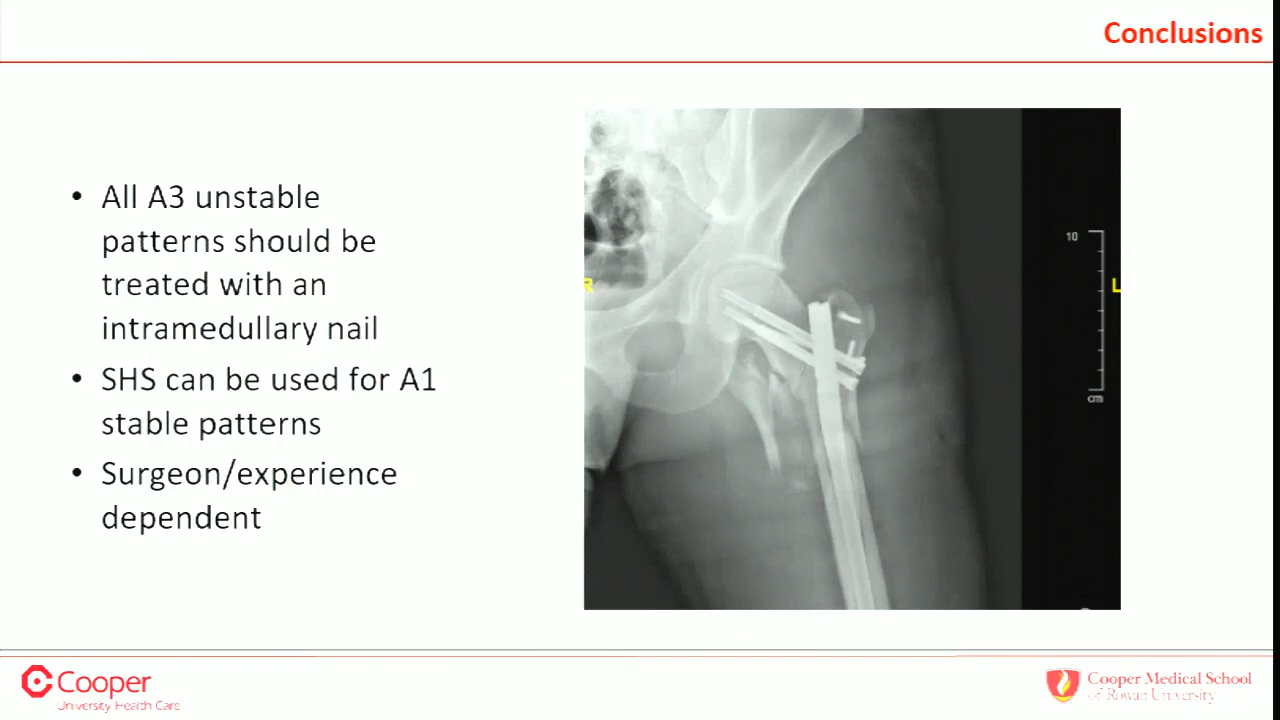 Conclusions
• All A3 unstable
patterns should be
treated with an
intramedullary nail
• SHS can be used for A1
stable patterns
• Surgeon/experience
dependent
R
10
L
cm
Cooper
University Health Care
Cooper Medical School
of Rowan University